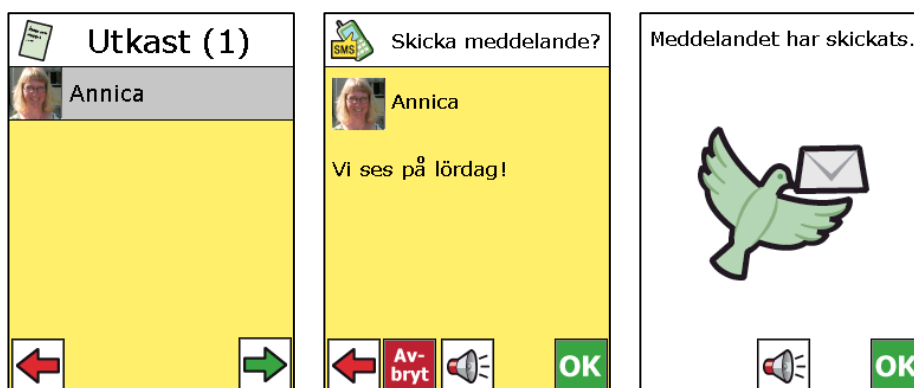 Utkast (1)
Annica
SMS
Skicka meddelande?
Annica
Vi ses på lördag!
Av-
bryt
OK
Meddelandet har skickats.
OK